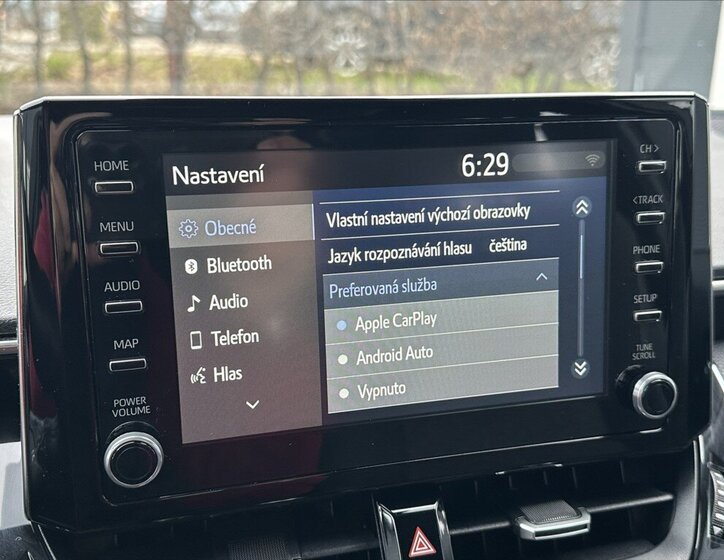 HOME
MENU
AUDIO
MAP
POWER
VOLUME
Nastavení
6:29
Obecné
Bluetooth
Audio
Telefon
Hlas
Vlastní nastavení výchozí obrazovky
Jazyk rozpoznávání hlasu čeština
Preferovaná služba
Apple CarPlay
Android Auto
Vypnuto
CH >
< TRACK
PHONE
SETUP
TUNE
SCROLL